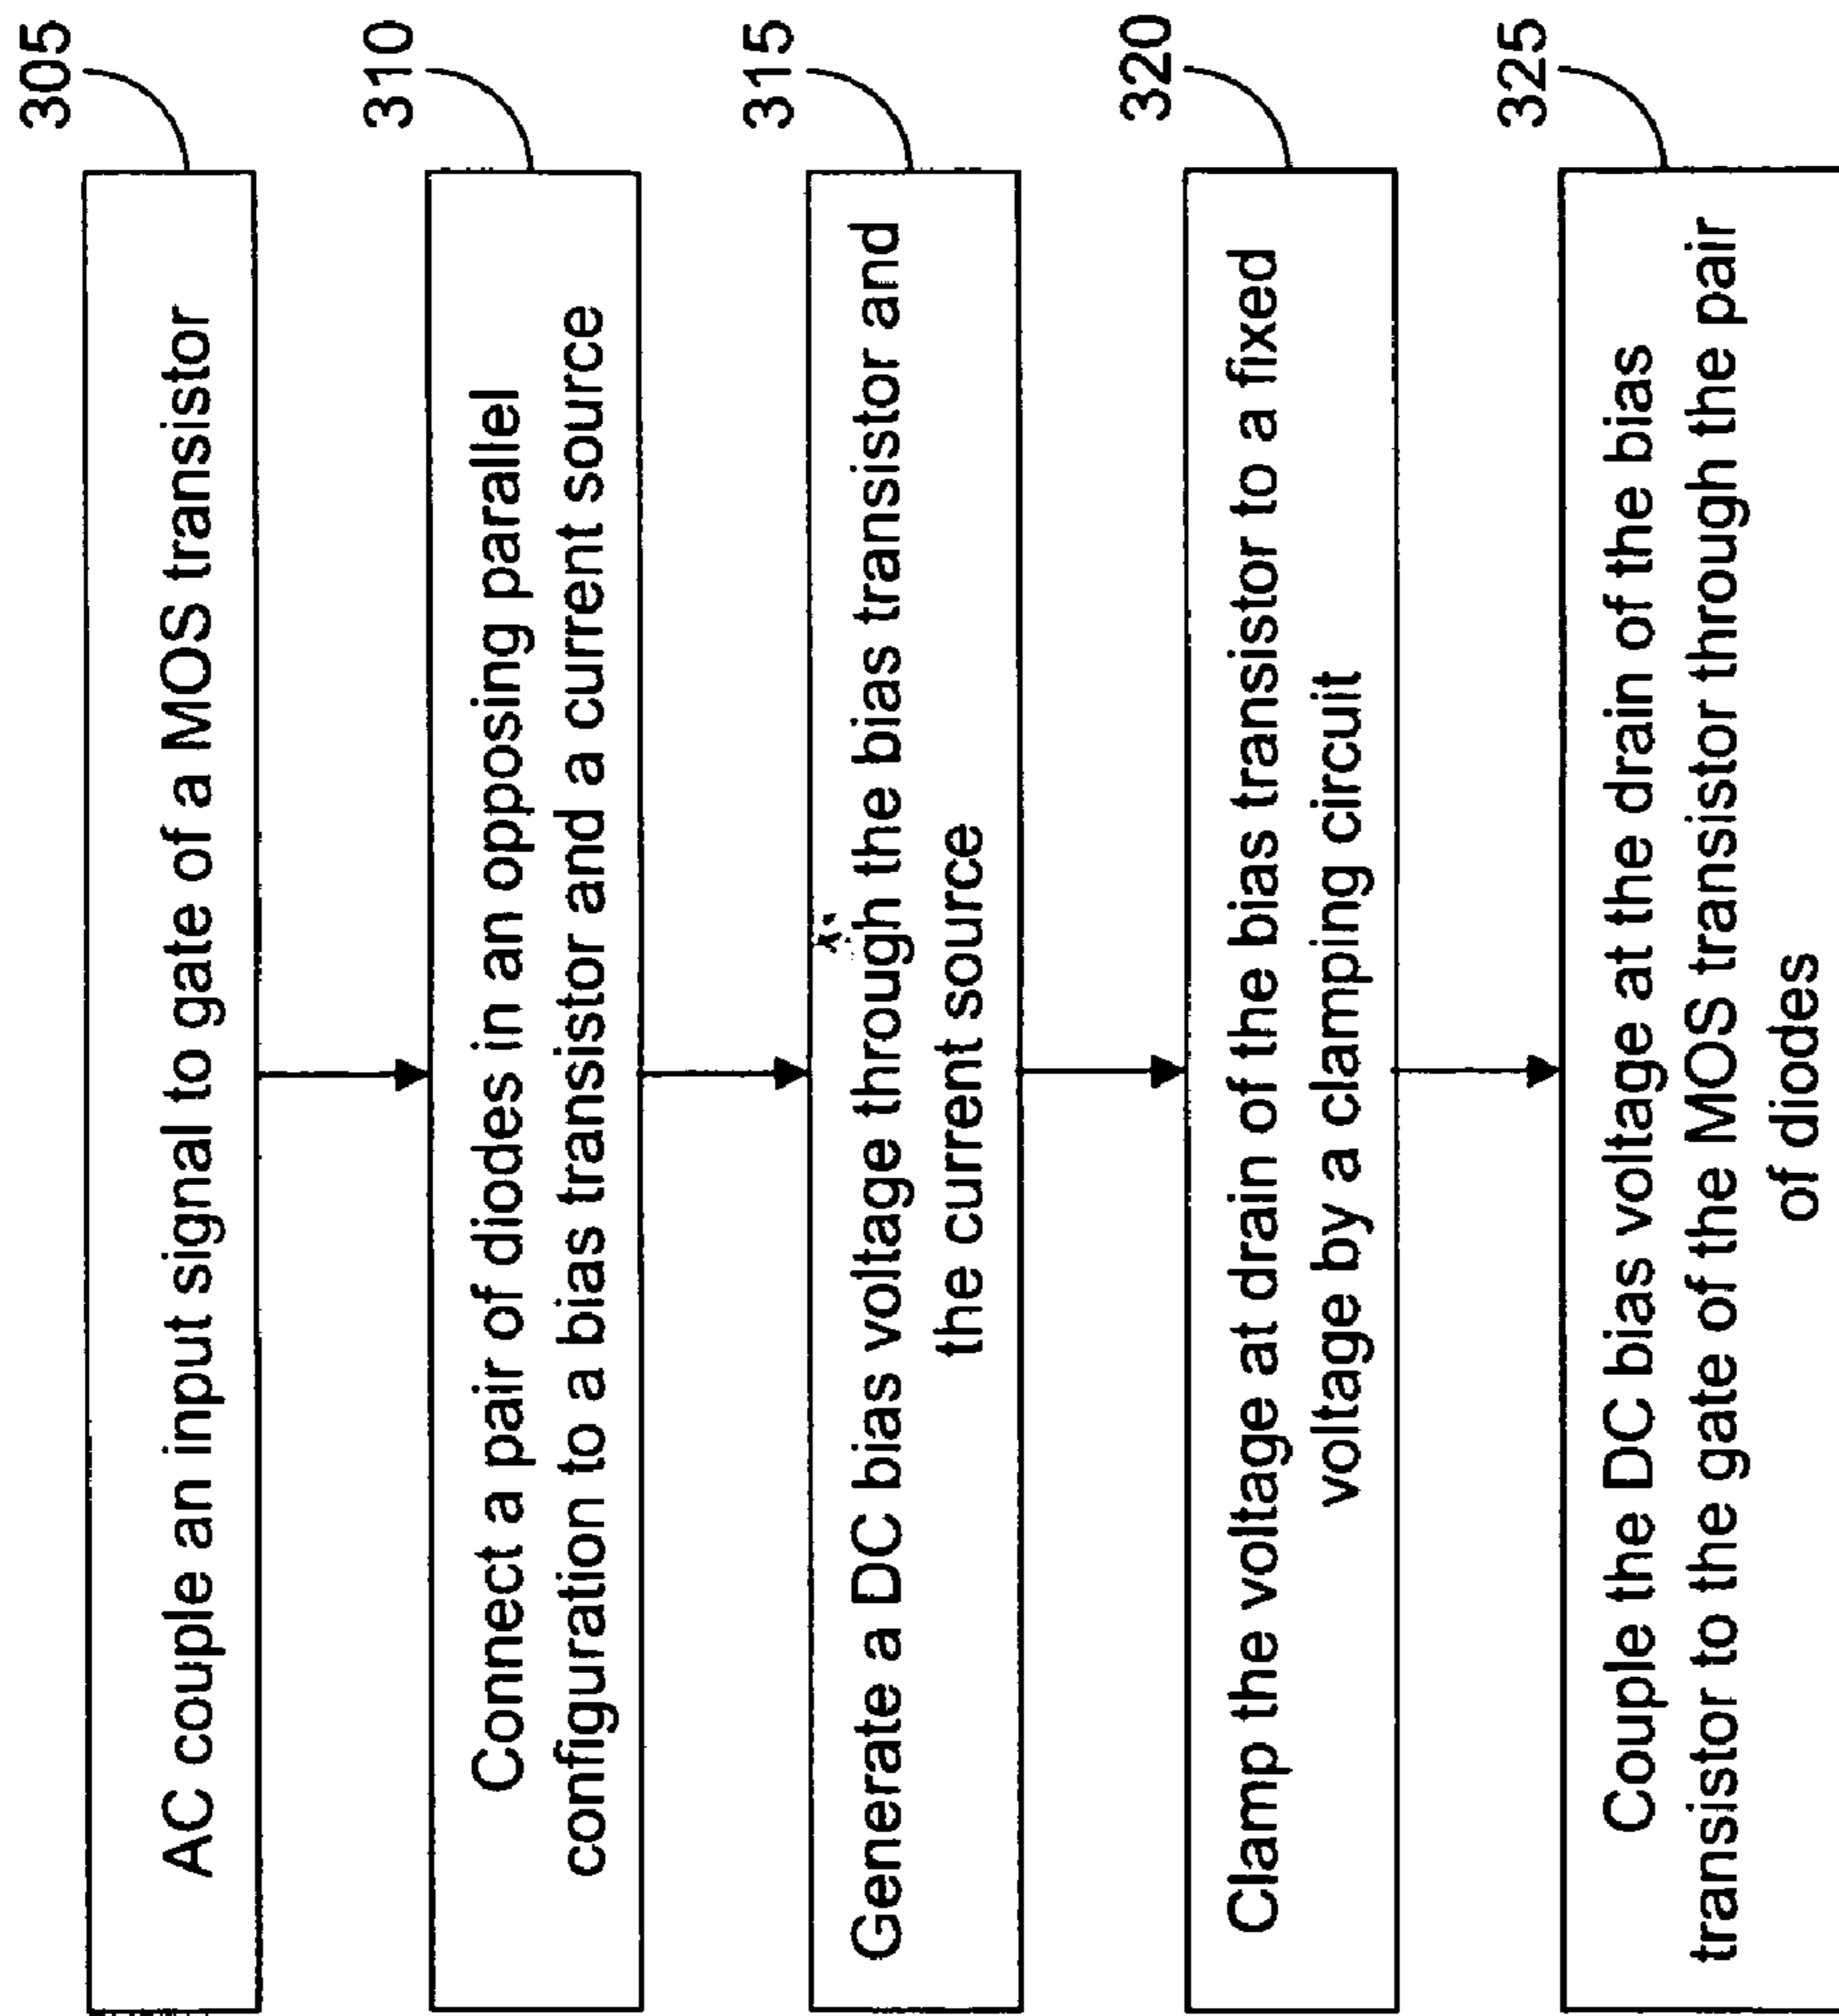 305
AC couple an input signal to gate of a MOS transistor
310
Connect a pair of diodes in an opposing parallel
configuration to a bias transistor and a current source
315
Generate a DC bias voltage through the bias transistor and
the current source
320
Clamp the voltage at drain of the bias transistor to a fixed
voltage by a clamping circuit
325
Couple the DC bias voltage at the drain of the bias
transistor to the gate of the MOS transistor through the pair
of diodes